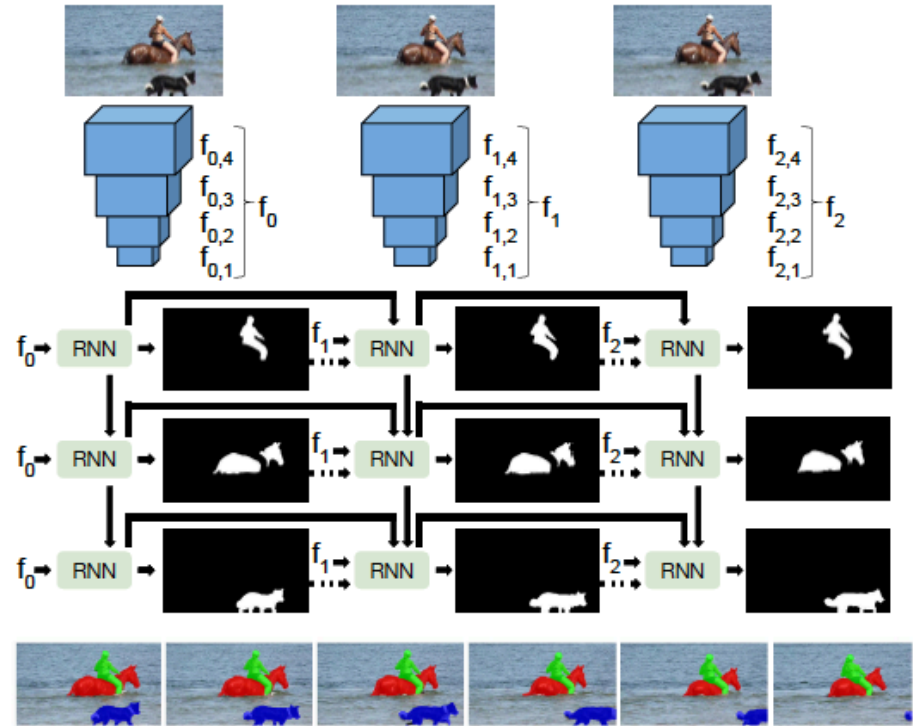 f0,4 f1,4 f2,4
f0,3 f1,3 f2,3
f0 f1 f2
f0,2 f1,2 f2,2
f0,1 f1,1 f2,1
f0 RNN f1 RNN f2 RNN
f0 RNN f1 RNN f2 RNN
f0 RNN f1 RNN f2 RNN